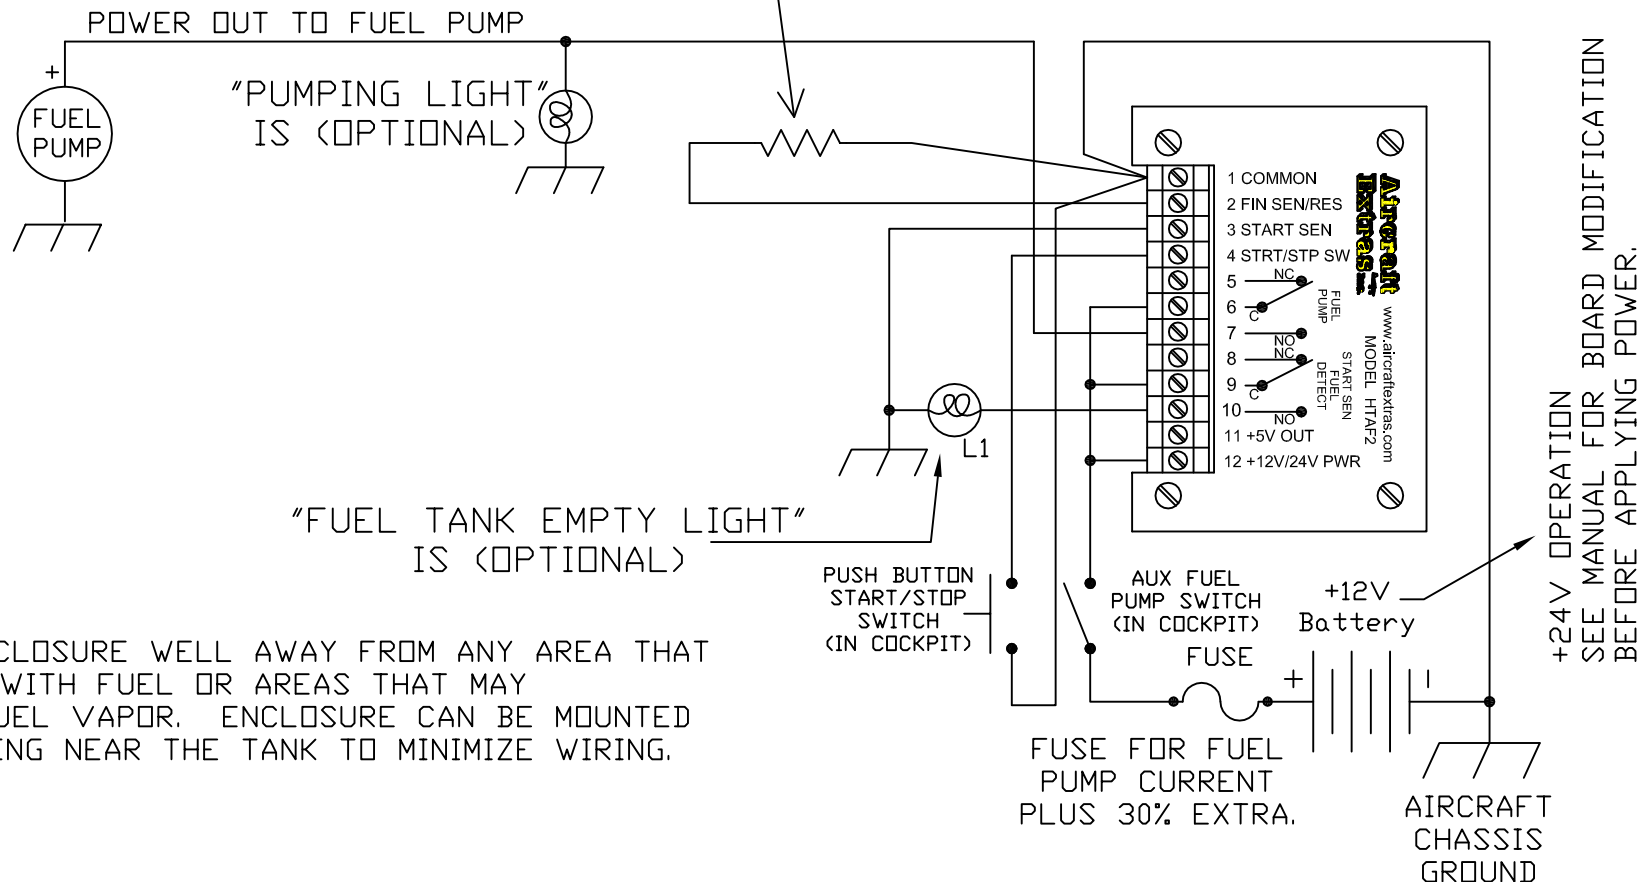 POWER OUT TO FUEL PUMP
+
FUEL
PUMP
"PUMPING LIGHT"
IS (OPTIONAL)
1 COMMON
2 FIN SEN/RES
3 START SEN
4 STRT/STP SW
5
NC
6
C
7
NO
FUEL
PUMP
8
NC
9
C
10
NO
START SEN
FUEL
DETECT
11 +5V OUT
12 +12V/24V PWR
Aircraft
Extras
www.aircraftextras.com
MODEL HTAF2
L1
"FUEL TANK EMPTY LIGHT"
IS (OPTIONAL)
PUSH BUTTON
START/STOP
SWITCH
(IN COCKPIT)
AUX FUEL
PUMP SWITCH
(IN COCKPIT)
+12V
Battery
FUSE
+
-
FUSE FOR FUEL
PUMP CURRENT
PLUS 30% EXTRA.
AIRCRAFT
CHASSIS
GROUND
+24V OPERATION
SEE MANUAL FOR BOARD MODIFICATION
BEFORE APPLYING POWER.
CLOSURE WELL AWAY FROM ANY AREA THAT
WITH FUEL OR AREAS THAT MAY
UEL VAPOR. ENCLOSURE CAN BE MOUNTED
ING NEAR THE TANK TO MINIMIZE WIRING.